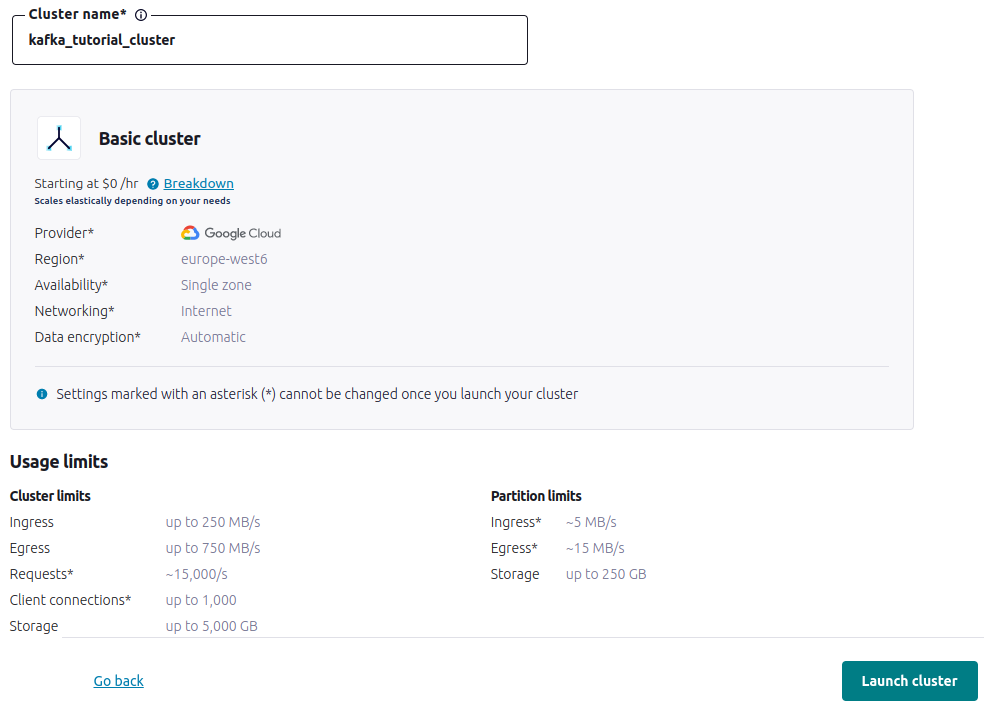 Cluster name*
kafka_tutorial_cluster
Basic cluster
Starting at $0 /hr ? Breakdown
Scales elastically depending on your needs
Provider* Google Cloud
Region* europe-west6
Availability* Single zone
Networking* Internet
Data encryption* Automatic
Settings marked with an asterisk (*) cannot be changed once you launch your cluster
Usage limits
Cluster limits
Ingress up to 250 MB/s
Egress up to 750 MB/s
Requests* ~15,000/s
Client connections* up to 1,000
Storage up to 5,000 GB
Partition limits
Ingress* ~5 MB/s
Egress* ~15 MB/s
Storage up to 250 GB
Go back
Launch cluster